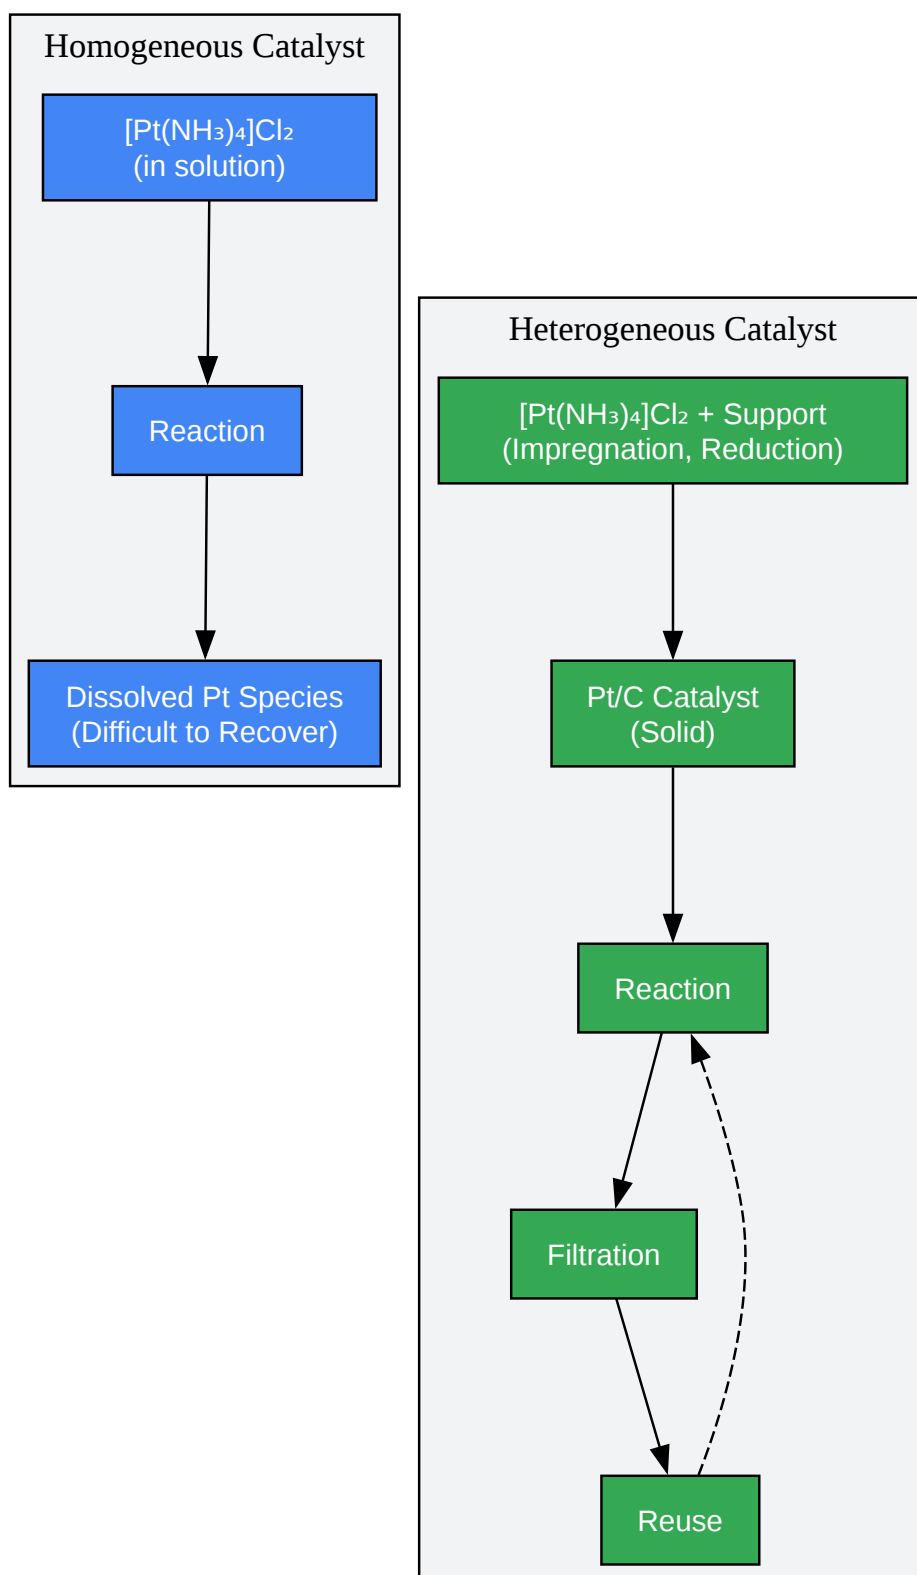 Homogeneous Catalyst
[Pt(NH₃)₄]Cl₂
(in solution)
Reaction
Dissolved Pt Species
(Difficult to Recover)
Heterogeneous Catalyst
[Pt(NH₃)₄]Cl₂ + Support
(Impregnation, Reduction)
Pt/C Catalyst
(Solid)
Reaction
Filtration
Reuse